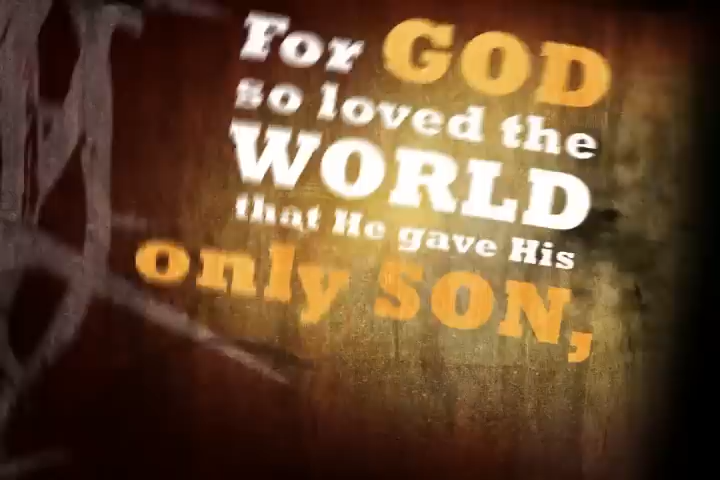 For GOD
so loved the
WORLD
that He gave His
only SON,